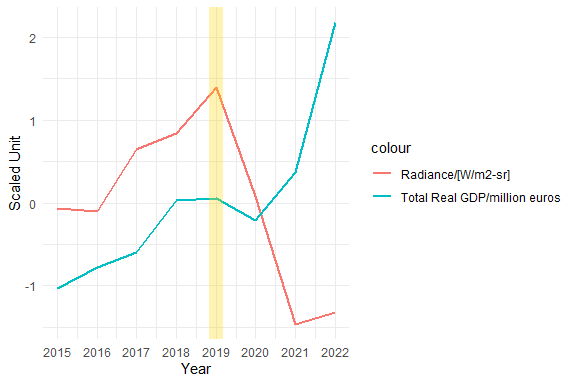 2
1
0
-1
Scaled Unit
2015 2016 2017 2018 2019 2020 2021 2022
Year
colour
Radiance/[W/m2-sr]
Total Real GDP/million euros